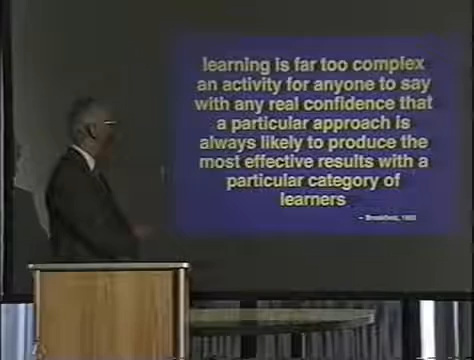 learning is far too complex
an activity for anyone to say
with any real confidence that
a particular approach is
always likely to produce the
most effective results with a
particular category of
learners